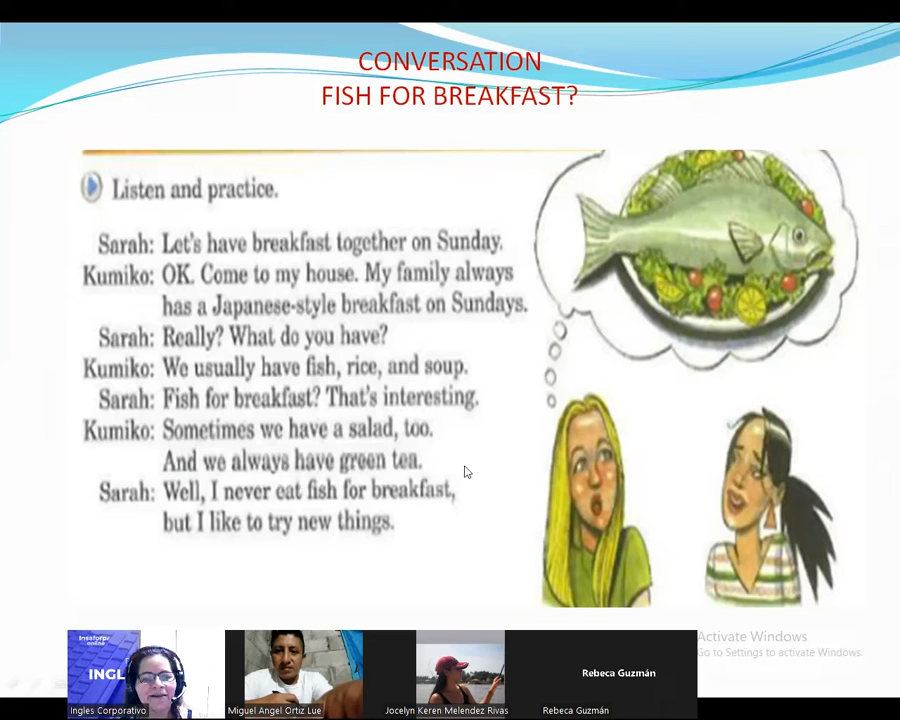 CONVERSATION
FISH FOR BREAKFAST?
Listen and practice.
Sarah: Let's have breakfast together on Sunday.
Kumiko: OK. Come to my house. My family always
has a Japanese-style breakfast on Sundays.
Sarah: Really? What do you have?
Kumiko: We usually have fish, rice, and soup.
Sarah: Fish for breakfast? That's interesting.
Kumiko: Sometimes we have a salad, too.
And we always have green tea.
Sarah: Well, I never eat fish for breakfast,
but I like to try new things.
Activate Windows
Go to Settings to activate Windows.
Insaforp
online
INGL
Rebeca Guzmán
Ingles Corporativo
Miguel Angel Ortiz Lue
Jocelyn Keren Melendez Rivas
Rebeca Guzmán